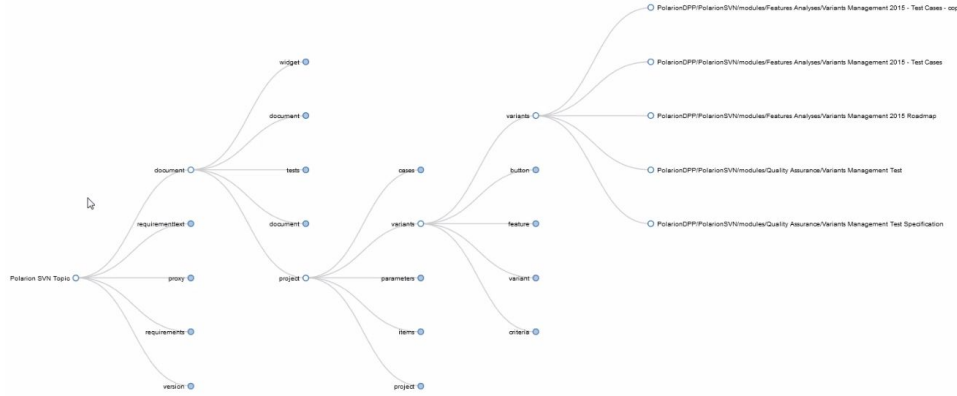 PolarionDPP/PolarionSVN/modules/Features Analyses/Variants Management 2015 - Test Cases - cop
widget
PolarionDPP/PolarionSVN/modules/Features Analyses/Variants Management 2015 - Test Cases
document
variants
PolarionDPP/PolarionSVN/modules/Features Analyses/Variants Management 2015 Roadmap
document
tests
cases
button
PolarionDPP/PolarionSVN/modules/Quality Assurance/Variants Management Test
requirementtext
document
variants
feature
PolarionDPP/PolarionSVN/modules/Quality Assurance/Variants Management Test Specification
Polarion SVN Topic
proxy
project
parameters
variant
requirements
items
criteria
version
project